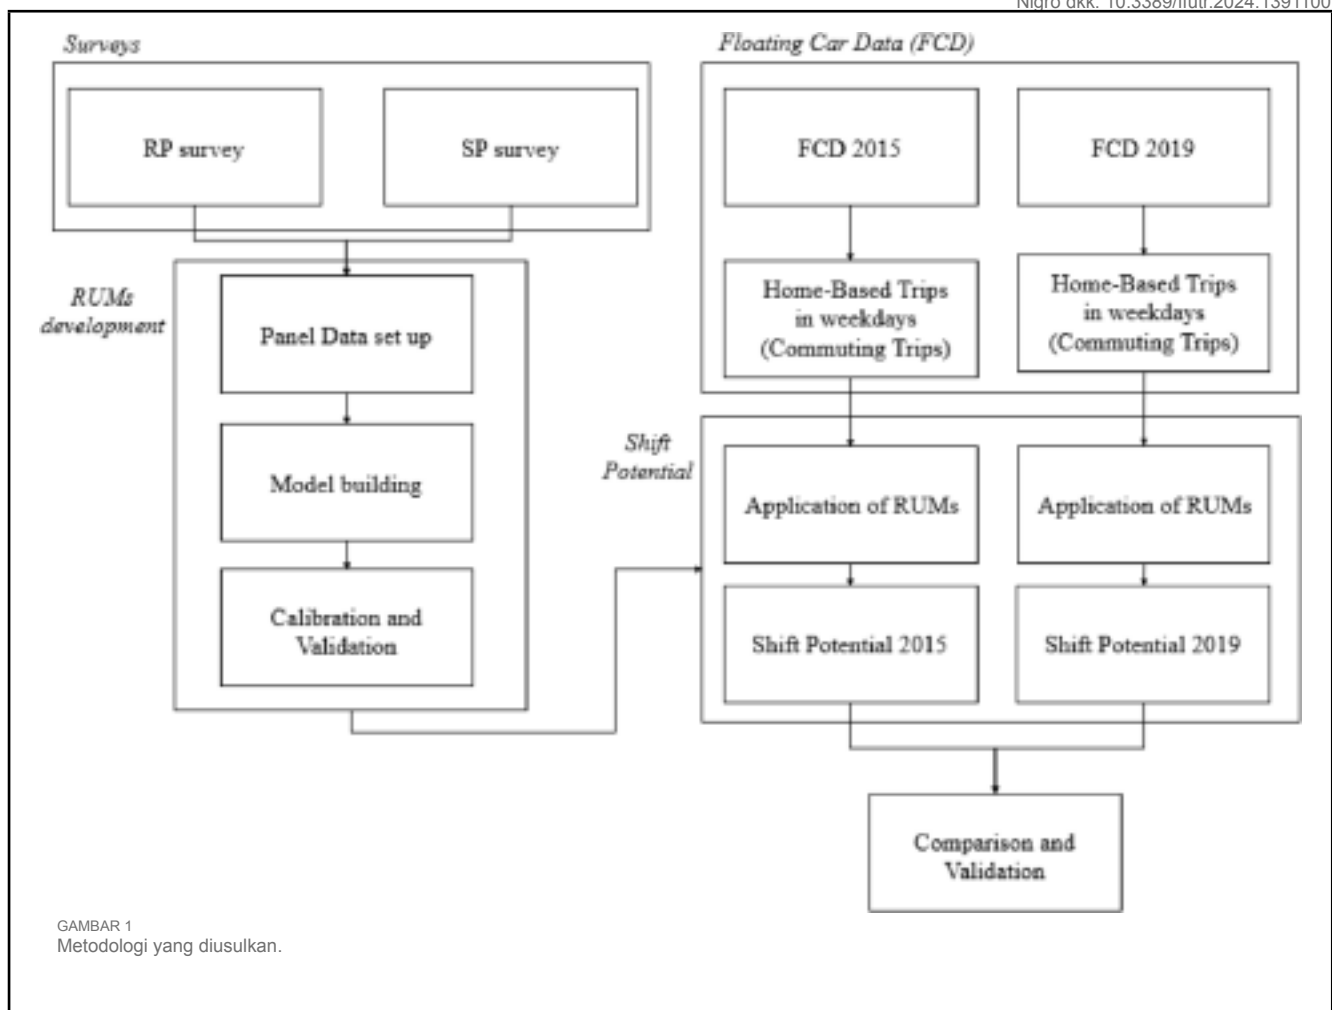 Nigro dkk. 10.3389/ffutr.2024.1391100
Surveys
RP survey
SP survey
RUMs
development
Panel Data set up
Model building
Calibration and
Validation
Floating Car Data (FCD)
FCD 2015
FCD 2019
Home-Based Trips
in weekdays
(Commuting Trips)
Home-Based Trips
in weekdays
(Commuting Trips)
Shift
Potential
Application of RUMs
Application of RUMs
Shift Potential 2015
Shift Potential 2019
Comparison and
Validation
GAMBAR 1
Metodologi yang diusulkan.